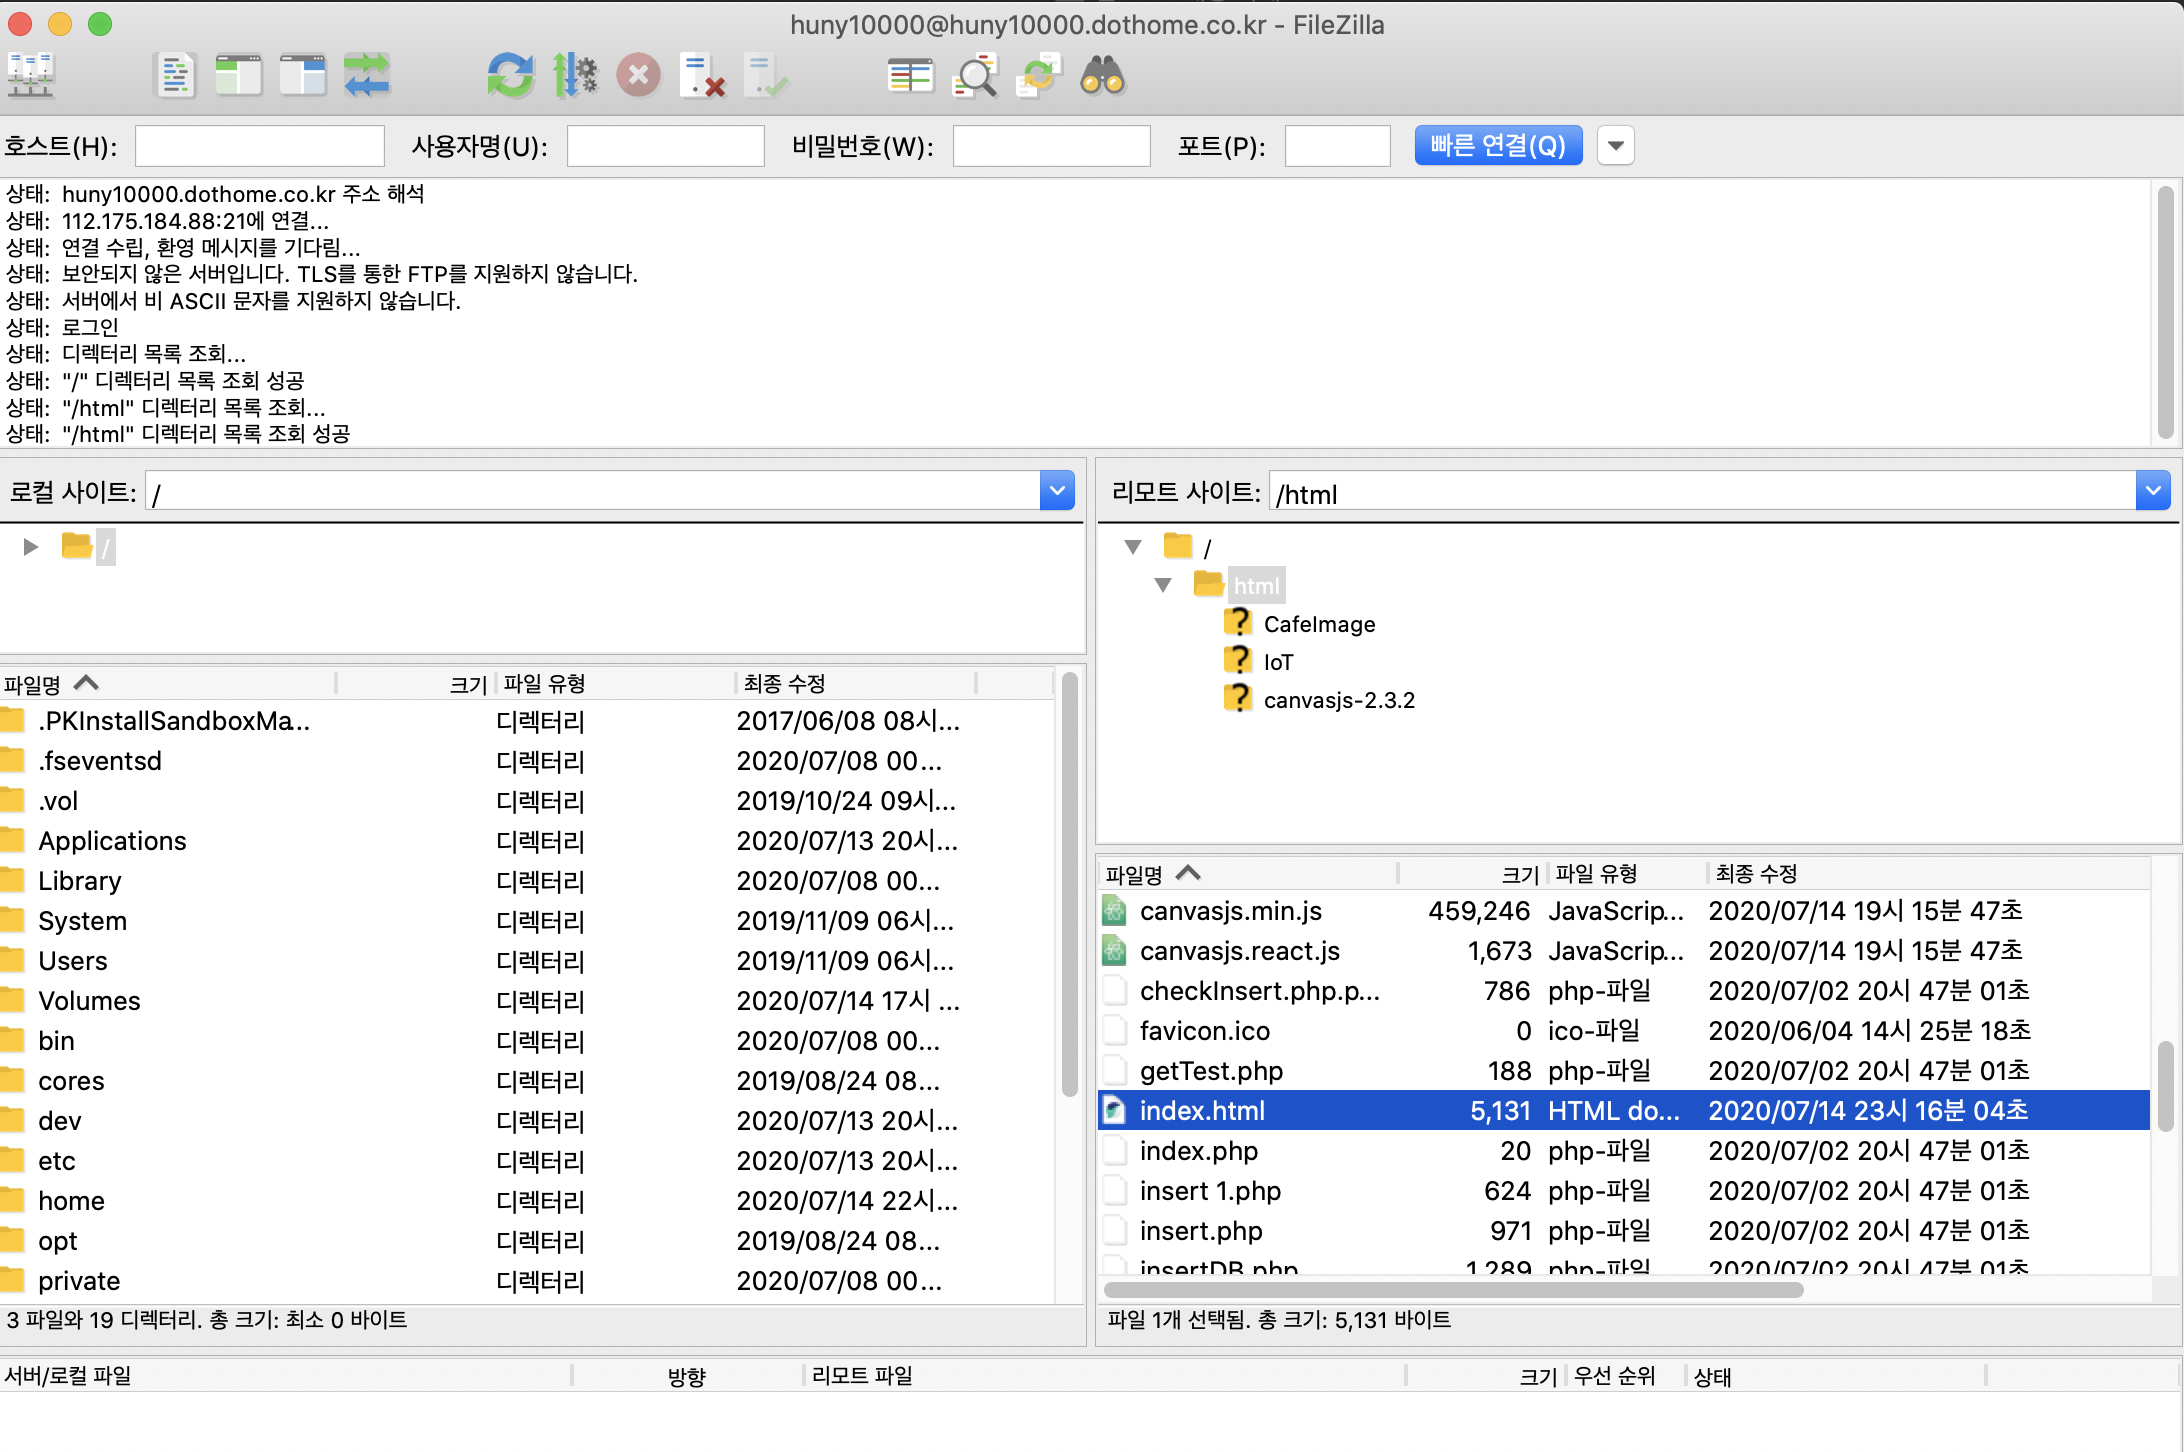 huny10000@huny10000.dothome.co.kr - FileZilla
호스트(H): 사용자명(U): 비밀번호(W): 포트(P): 빠른 연결(Q)
상태: huny10000.dothome.co.kr 주소 해석
상태: 112.175.184.88:21에 연결...
상태: 연결 수립, 환영 메시지를 기다림...
상태: 보안되지 않은 서버입니다. TLS를 통한 FTP를 지원하지 않습니다.
상태: 서버에서 비 ASCII 문자를 지원하지 않습니다.
상태: 로그인
상태: 디렉터리 목록 조회...
상태: "/" 디렉터리 목록 조회 성공
상태: "/html" 디렉터리 목록 조회...
상태: "/html" 디렉터리 목록 조회 성공
로컬 사이트: /
/
파일명 크기 파일 유형 최종 수정
.PKInstallSandboxMa... 디렉터리 2017/06/08 08시...
.fseventsd 디렉터리 2020/07/08 00...
.vol 디렉터리 2019/10/24 09시...
Applications 디렉터리 2020/07/13 20시...
Library 디렉터리 2020/07/08 00...
System 디렉터리 2019/11/09 06시...
Users 디렉터리 2019/11/09 06시...
Volumes 디렉터리 2020/07/14 17시 ...
bin 디렉터리 2020/07/08 00...
cores 디렉터리 2019/08/24 08...
dev 디렉터리 2020/07/13 20시...
etc 디렉터리 2020/07/13 20시...
home 디렉터리 2020/07/14 22시...
opt 디렉터리 2019/08/24 08...
private 디렉터리 2020/07/08 00...
3 파일와 19 디렉터리. 총 크기: 최소 0 바이트
리모트 사이트: /html
/
html
CafeImage
IoT
canvasjs-2.3.2
파일명 크기 파일 유형 최종 수정
canvasjs.min.js 459,246 JavaScrip... 2020/07/14 19시 15분 47초
canvasjs.react.js 1,673 JavaScrip... 2020/07/14 19시 15분 47초
checkInsert.php.p... 786 php-파일 2020/07/02 20시 47분 01초
favicon.ico 0 ico-파일 2020/06/04 14시 25분 18초
getTest.php 188 php-파일 2020/07/02 20시 47분 01초
index.html 5,131 HTML do... 2020/07/14 23시 16분 04초
index.php 20 php-파일 2020/07/02 20시 47분 01초
insert 1.php 624 php-파일 2020/07/02 20시 47분 01초
insert.php 971 php-파일 2020/07/02 20시 47분 01초
insertDB.php 1,289 php-파일 2020/07/02 20시 47분 01초
파일 1개 선택됨. 총 크기: 5,131 바이트
서버/로컬 파일 방향 리모트 파일 크기 우선 순위 상태